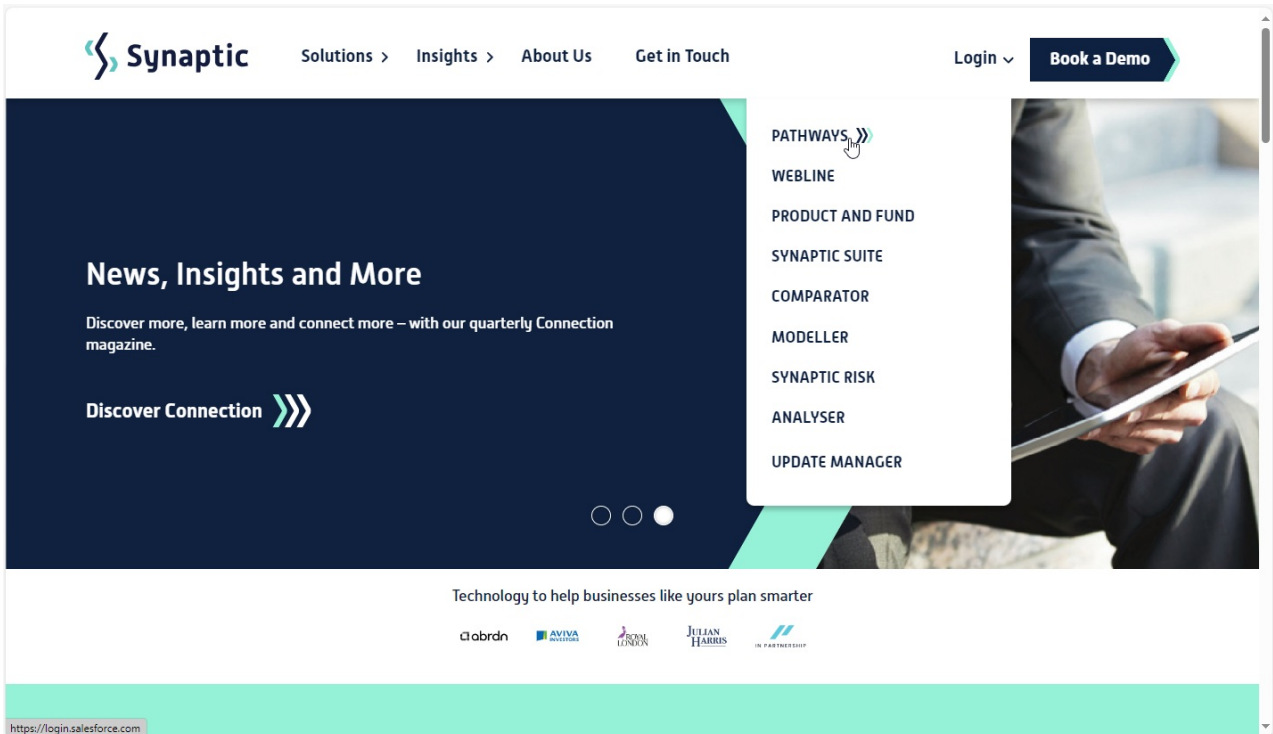 Synaptic
Solutions
Insights
About Us
Get in Touch
Login
Book a Demo
PATHWAYS
WEBLINE
PRODUCT AND FUND
SYNAPTIC SUITE
COMPARATOR
MODELLER
SYNAPTIC RISK
ANALYSER
UPDATE MANAGER
News, Insights and More
Discover more, learn more and connect more – with our quarterly Connection
magazine.
Discover Connection
Technology to help businesses like yours plan smarter
abrdn
AVIVA
INVESTORS
ROYAL
LONDON
JULIAN
HARRIS
IN PARTNERSHIP
https://login.salesforce.com